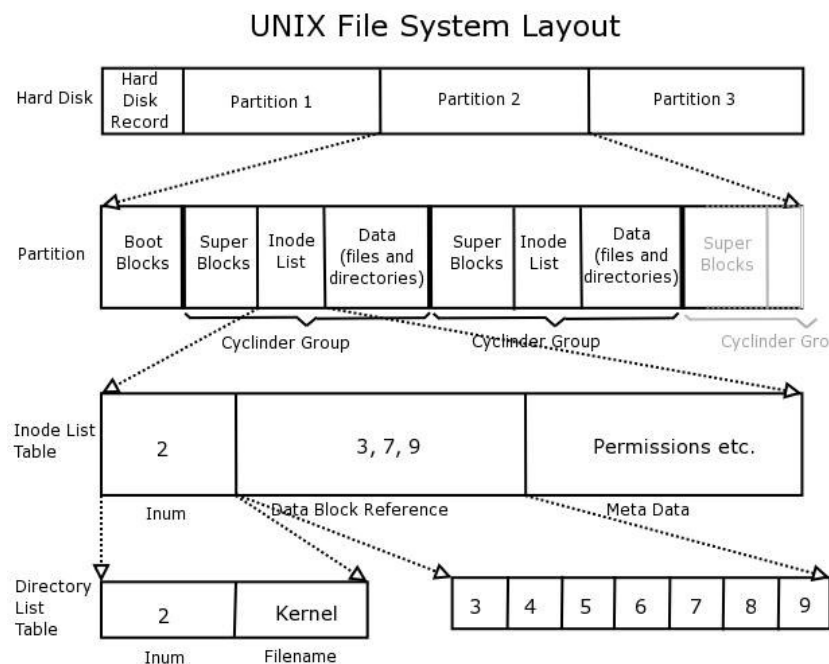 UNIX File System Layout
Hard Disk
Hard
Disk
Record
Partition 1
Partition 2
Partition 3
Partition
Boot
Blocks
Super
Blocks
Inode
List
Data
(files and
directories)
Super
Blocks
Inode
List
Data
(files and
directories)
Super
Blocks
Cyclinder Group
Cyclinder Group
Cyclinder Gro
Inode List
Table
2
3, 7, 9
Permissions etc.
Inum
Data Block Reference
Meta Data
Directory
List
Table
2
Kernel
3 4 5 6 7 8 9
Inum
Filename